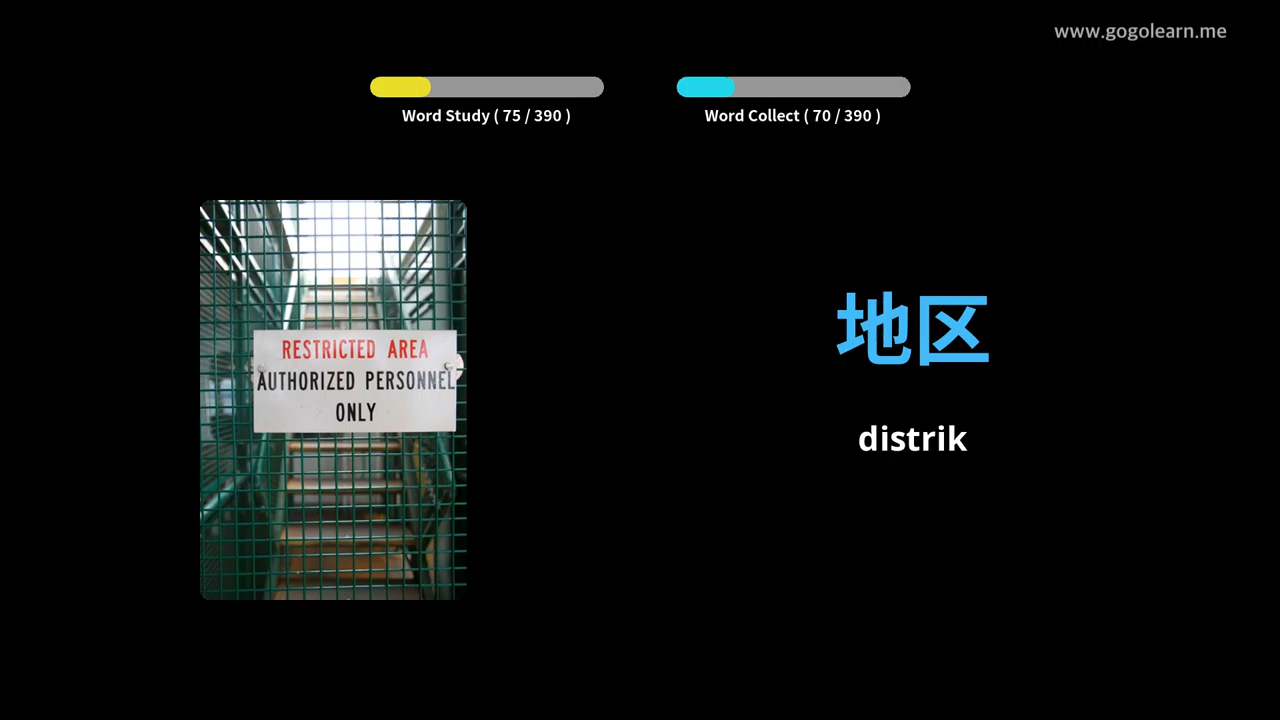 www.gogolearn.me
Word Study ( 75 / 390 )
Word Collect ( 70 / 390 )
RESTRICTED AREA
AUTHORIZED PERSONNEL
ONLY
地区
distrik